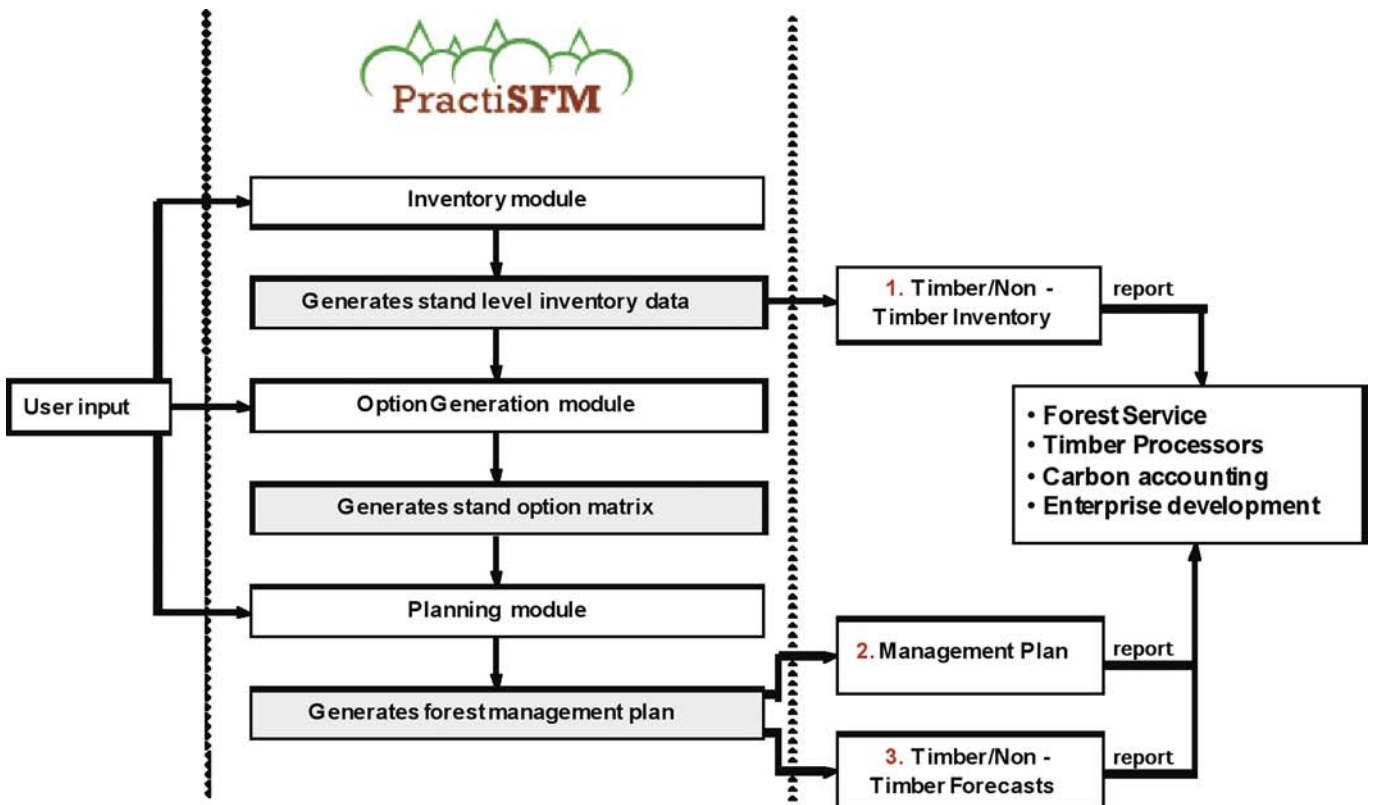 PractiSFM
Inventory module
Generates stand level inventory data
1. Timber/Non -
Timber Inventory
report
User input
Option Generation module
• Forest Service
• Timber Processors
• Carbon accounting
• Enterprise development
Generates stand option matrix
Planning module
2. Management Plan
report
Generates forest management plan
3. Timber/Non -
Timber Forecasts
report